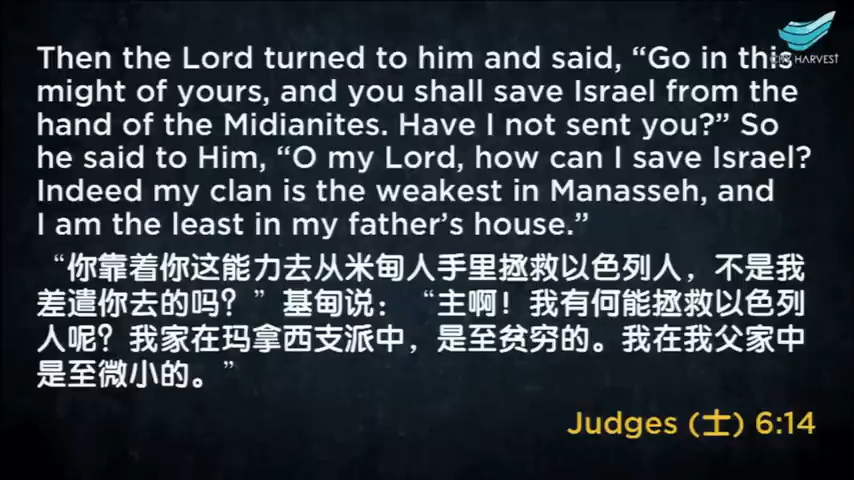 CITY HARVEST
Then the Lord turned to him and said, “Go in this
might of yours, and you shall save Israel from the
hand of the Midianites. Have I not sent you?” So
he said to Him, “O my Lord, how can I save Israel?
Indeed my clan is the weakest in Manasseh, and
I am the least in my father’s house.”
“你靠着你这能力去从米甸人手里拯救以色列人，不是我
差遣你去的吗？”基甸说：“主啊！我有何能拯救以色列
人呢？我家在玛拿西支派中，是至贫穷的。我在我父家中
是至微小的。”
Judges (士) 6:14